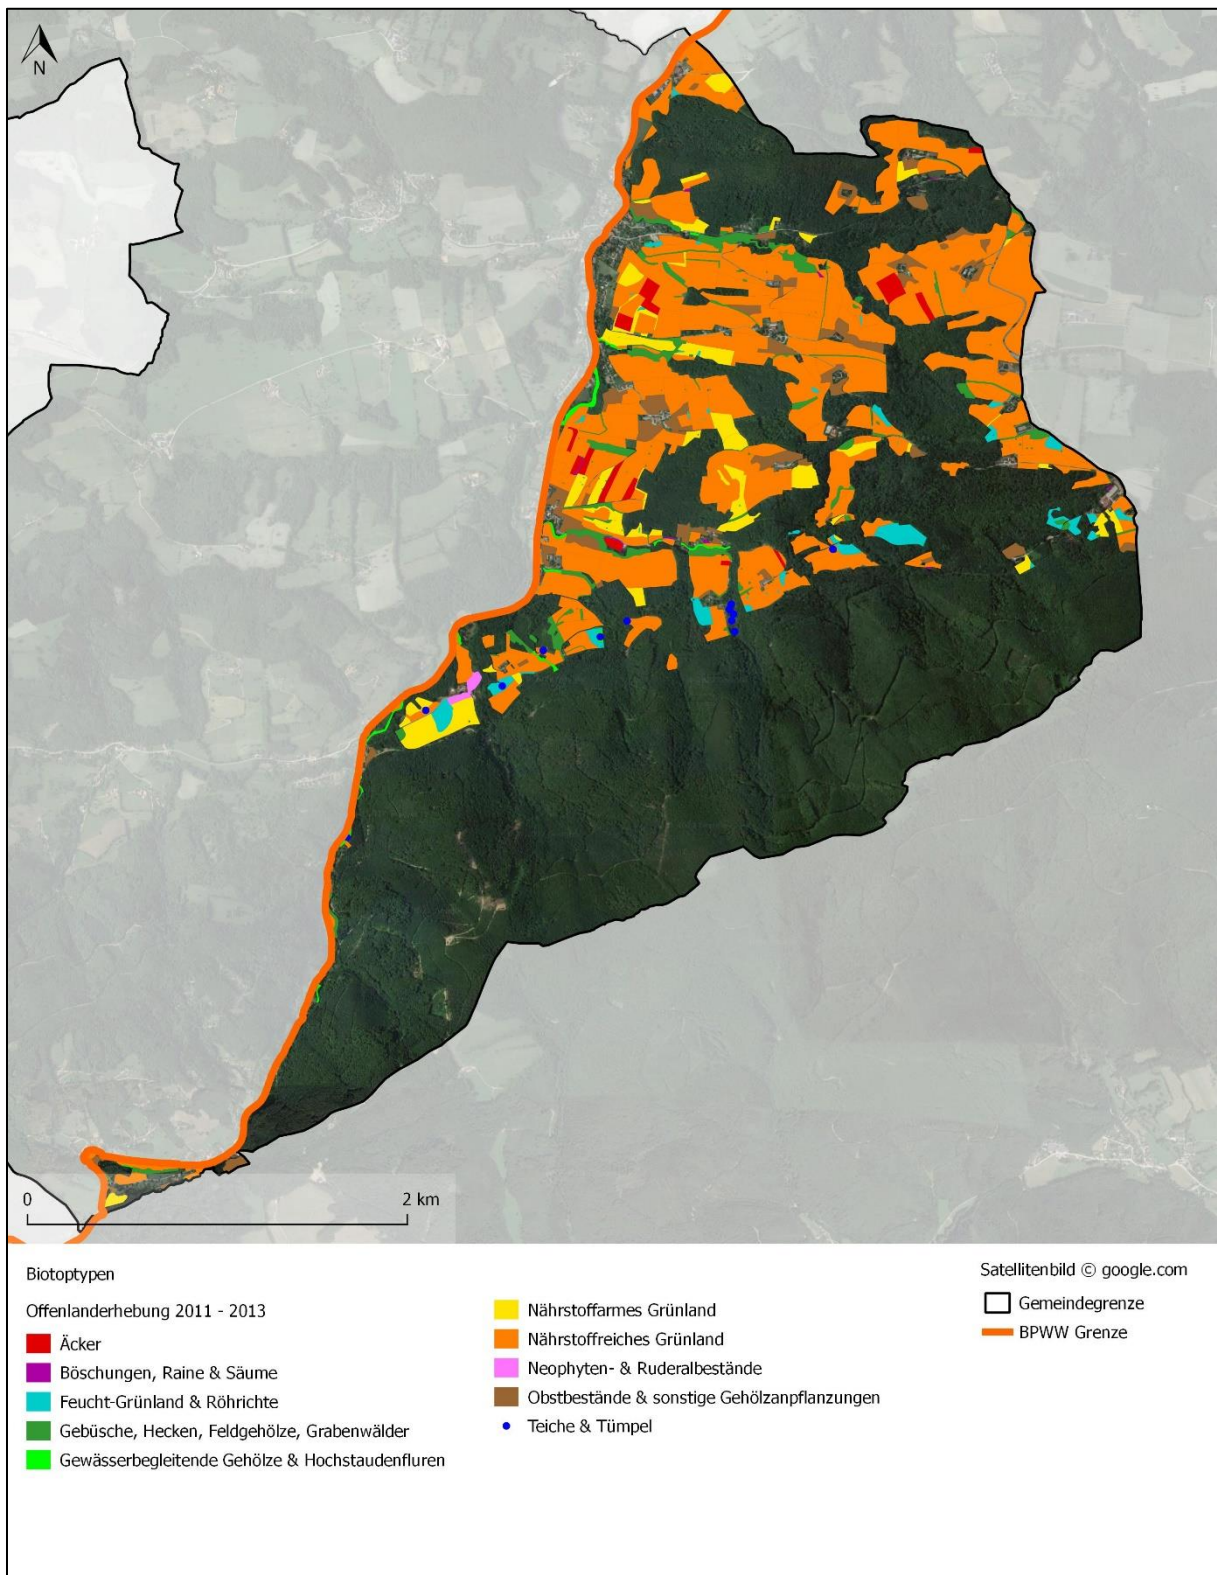 N
0
2 km
Biotoptypen
Offenlanderhebung 2011 - 2013
Äcker
Böschungen, Raine & Säume
Feucht-Grünland & Röhrichte
Gebüsche, Hecken, Feldgehölze, Grabenwälder
Gewässerbegleitende Gehölze & Hochstaudenfluren
Nährstoffarmes Grünland
Nährstoffreiches Grünland
Neophyten- & Ruderalbestände
Obstbestände & sonstige Gehölzanpflanzungen
Teiche & Tümpel
Satellitenbild © google.com
Gemeindegrenze
BPWW Grenze